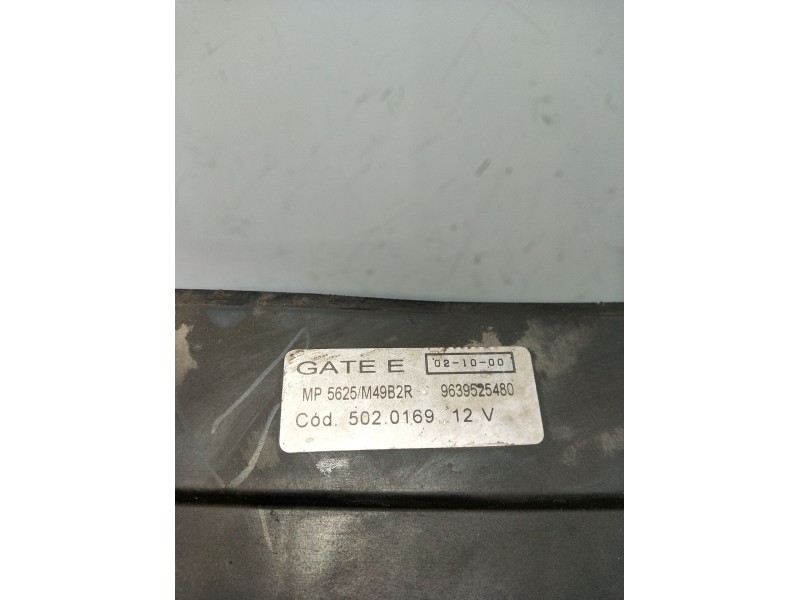 GATE E 02-10-00
MP 5625/M49B2R 9639525480
Cód. 502.0169 12 V